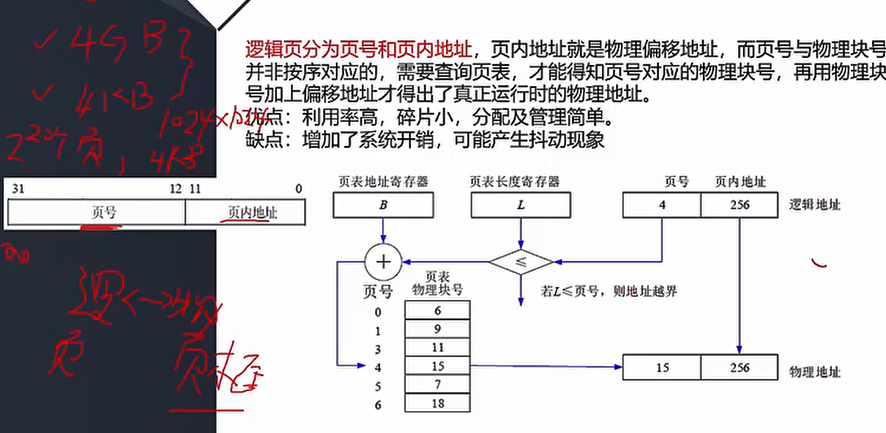 ✓ 4GB
✓ 4KB
1024×1024
2²⁰个页, 4KB
逻辑页分为页号和页内地址，页内地址就是物理偏移地址，而页号与物理块号
并非按序对应的，需要查询页表，才能得知页号对应的物理块号，再用物理块
号加上偏移地址才得出了真正运行时的物理地址。
优点：利用率高，碎片小，分配及管理简单。
缺点：增加了系统开销，可能产生抖动现象
31 12 11 0
页号 页内地址
页表地址寄存器 页表长度寄存器 页号 页内地址
B L 4 256 逻辑地址
+ ≤
页表
页号 物理块号
若L≤页号，则地址越界
0 6
1 9
3 11
4 15
5 7
6 18
15 256 物理地址
逻 <-> 物
页 页框